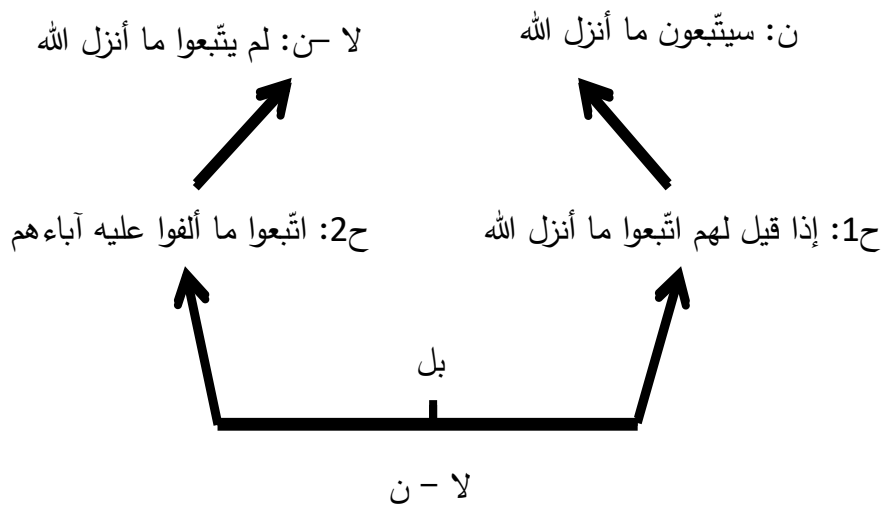 ن: سيتّبعون ما أنزل الله
لا –ن: لم يتّبعوا ما أنزل الله
ح1: إذا قيل لهم اتّبعوا ما أنزل الله
ح2: اتّبعوا ما ألفوا عليه آباءهم
بل
لا – ن